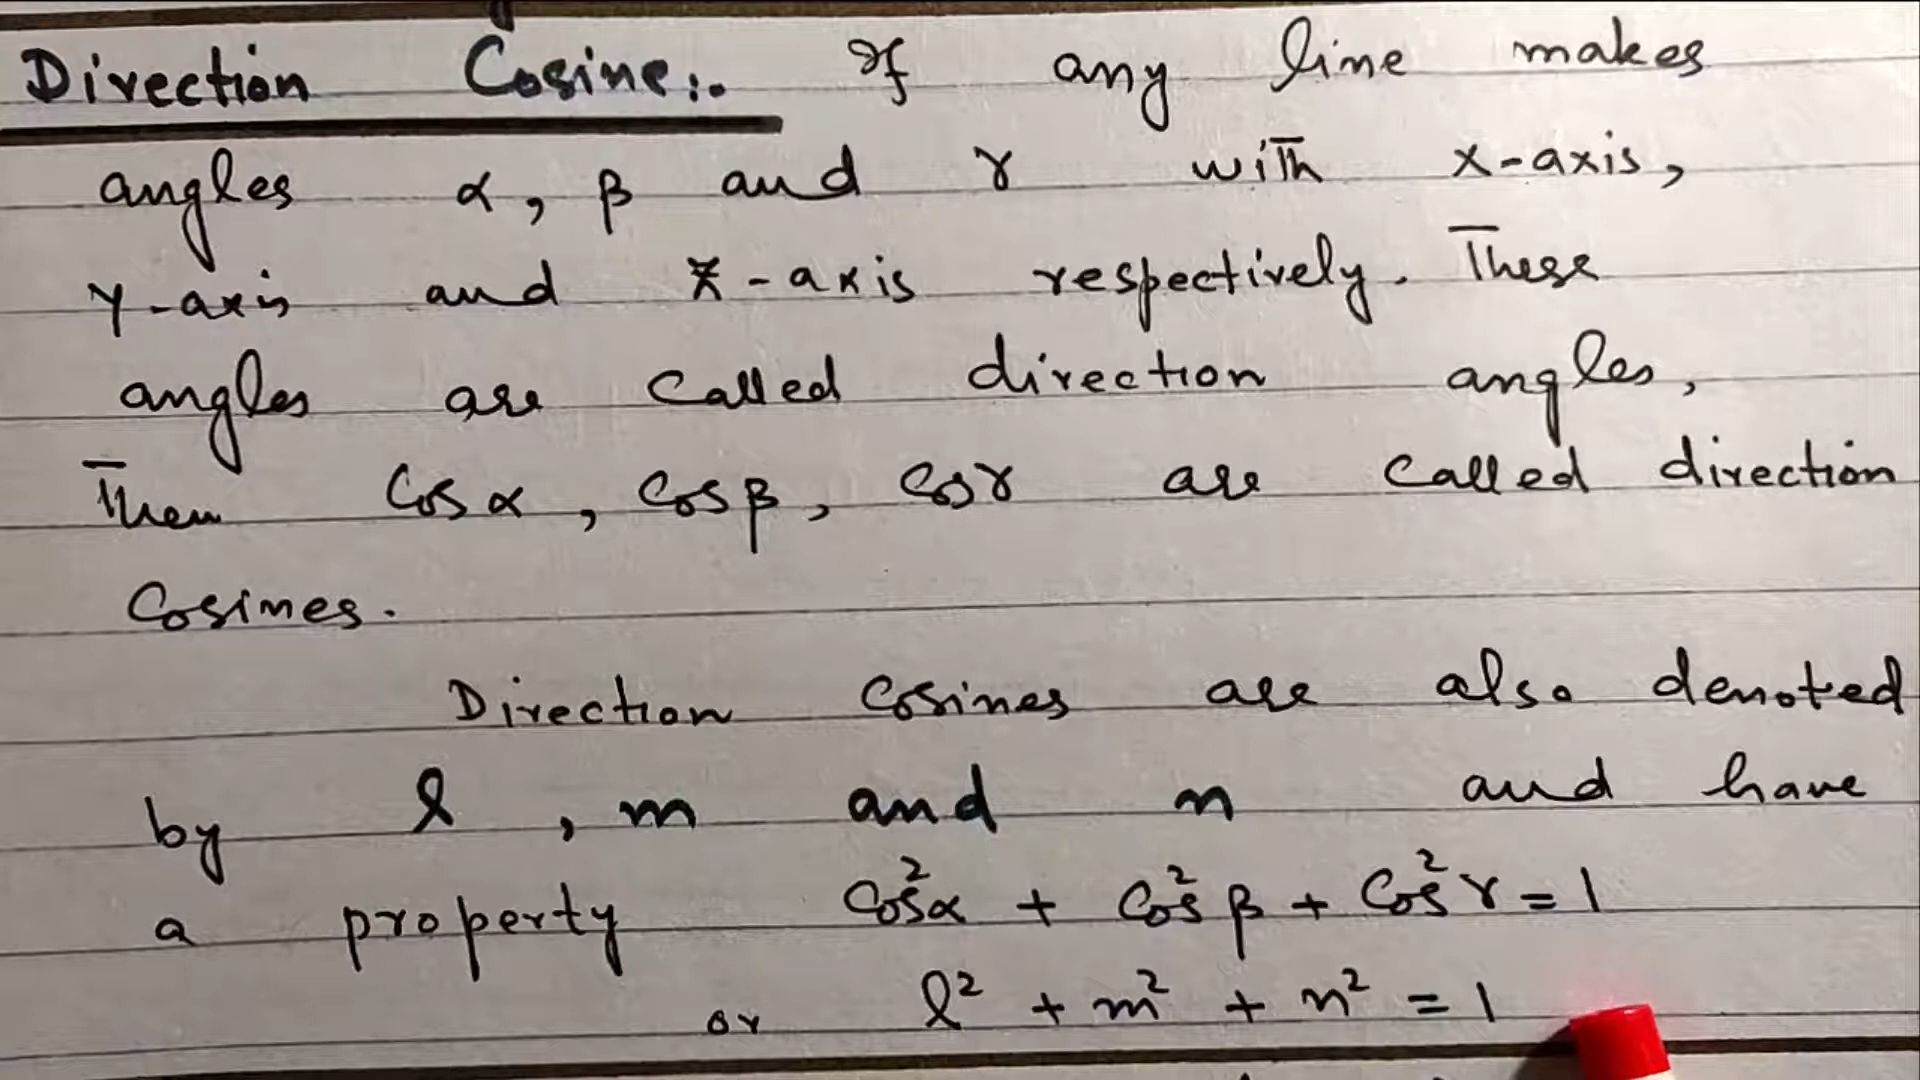 Direction Cosine:. If any line makes
angles α, β and γ with x-axis,
Y-axis and Z-axis respectively. These
angles are called direction angles,
Then Cos α, Cos β, Cos γ are called direction
Cosines.
Direction Cosines are also denoted
by l, m and n and have
a property Cos²α + Cos²β + Cos²γ = 1
or l² + m² + n² = 1